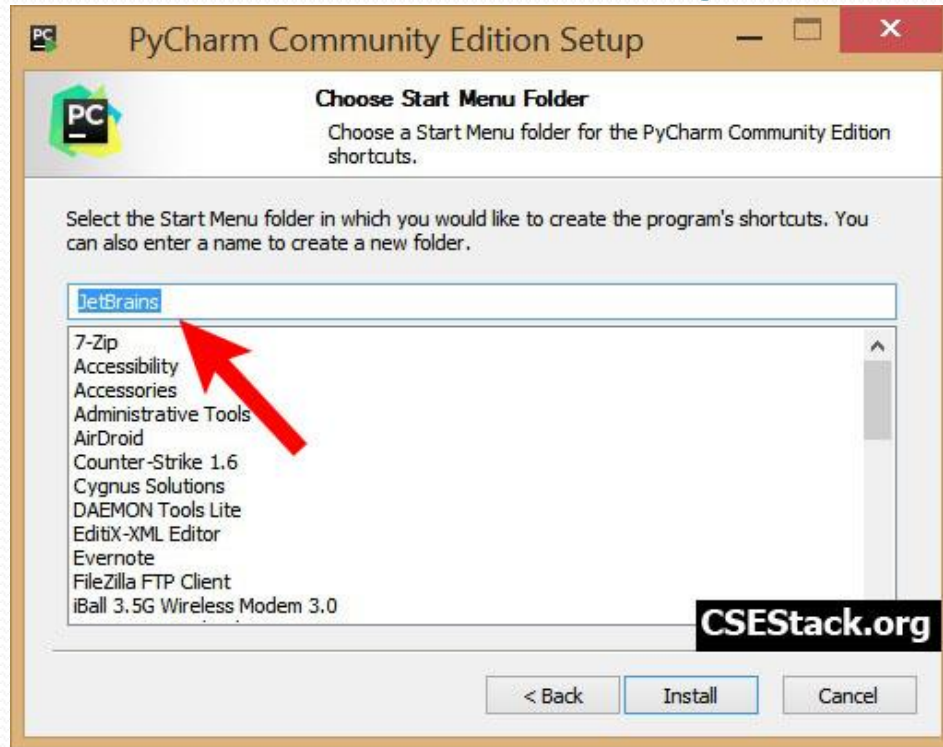 PC
PyCharm Community Edition Setup
PC
Choose Start Menu Folder
Choose a Start Menu folder for the PyCharm Community Edition
shortcuts.
Select the Start Menu folder in which you would like to create the program's shortcuts. You
can also enter a name to create a new folder.
JetBrains
7-Zip
Accessibility
Accessories
Administrative Tools
AirDroid
Counter-Strike 1.6
Cygnus Solutions
DAEMON Tools Lite
EditiX-XML Editor
Evernote
FileZilla FTP Client
iBall 3.5G Wireless Modem 3.0
CSEStack.org
< Back Install Cancel